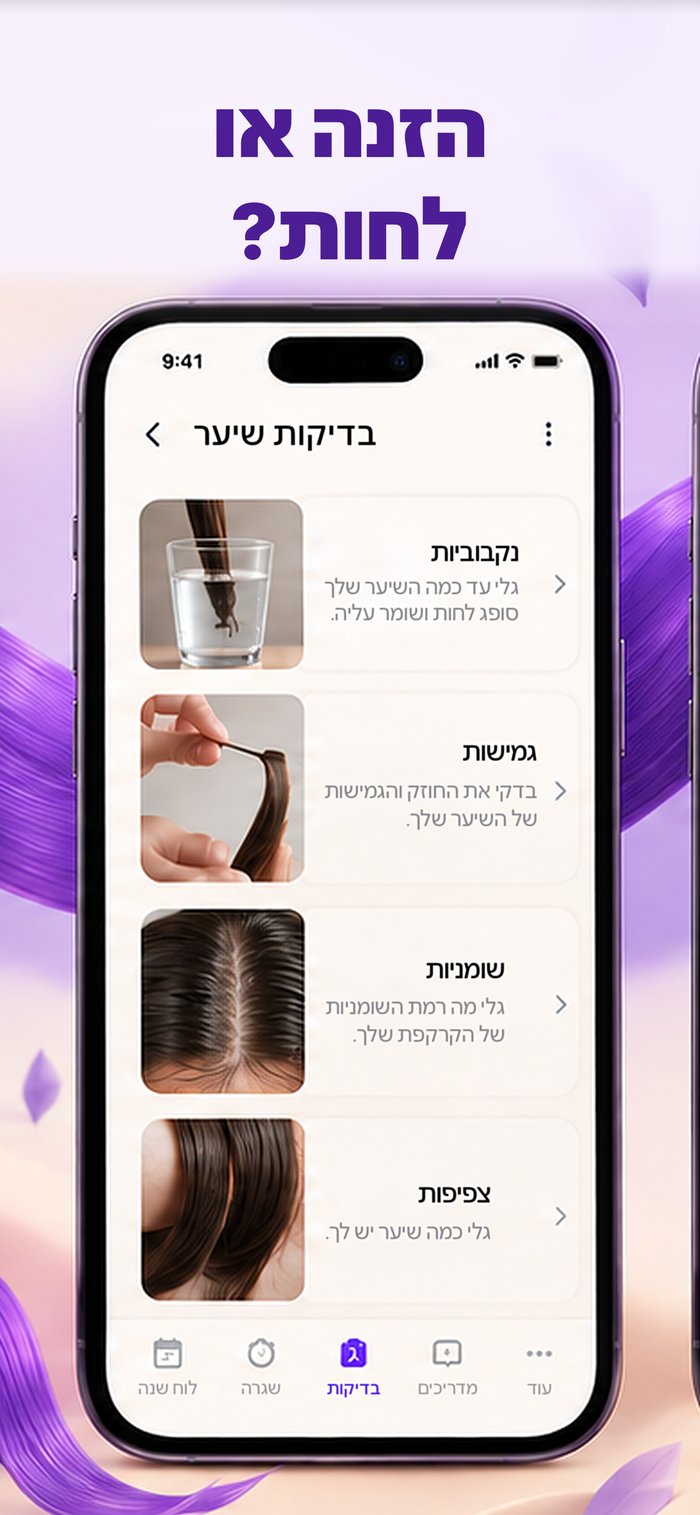 הזנה או
לחות?
9:41
בדיקות שיער
נקבוביות
גלי עד כמה השיער שלך
סופג לחות ושומר עליה.
גמישות
בדקי את החוזק והגמישות
של השיער שלך.
שומניות
גלי מה רמת השומניות
של הקרקפת שלך.
צפיפות
גלי כמה שיער יש לך.
עוד
מדריכים
בדיקות
שגרה
לוח שנה